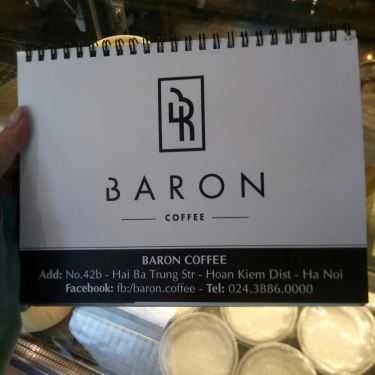 BR
BARON
COFFEE
BARON COFFEE
Add: No.42b - Hai Ba Trung Str - Hoan Kiem Dist - Ha Noi
Facebook: fb:/baron.coffee - Tel: 024.3886.0000